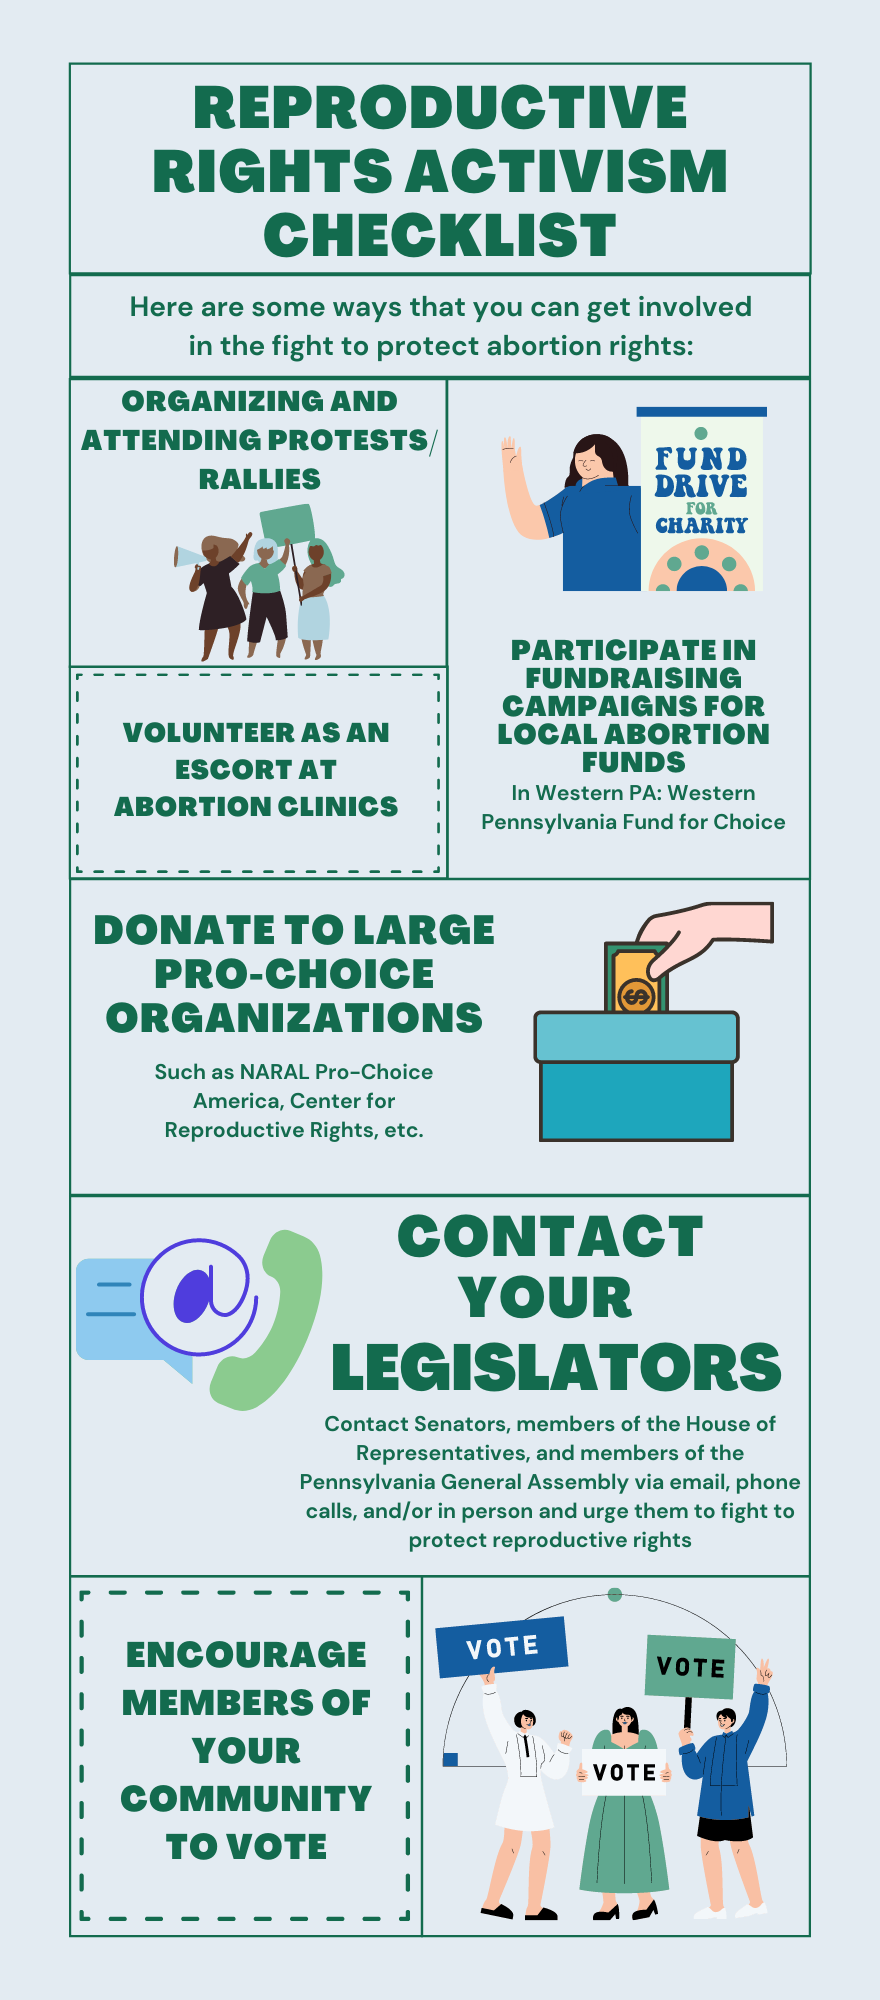 REPRODUCTIVE
RIGHTS ACTIVISM
CHECKLIST
Here are some ways that you can get involved
in the fight to protect abortion rights:
ORGANIZING AND
ATTENDING PROTESTS/
RALLIES
VOLUNTEER AS AN
ESCORT AT
ABORTION CLINICS
FUND
DRIVE
FOR
CHARITY
PARTICIPATE IN
FUNDRAISING
CAMPAIGNS FOR
LOCAL ABORTION
FUNDS
In Western PA: Western
Pennsylvania Fund for Choice
DONATE TO LARGE
PRO-CHOICE
ORGANIZATIONS
Such as NARAL Pro-Choice
America, Center for
Reproductive Rights, etc.
$
@
CONTACT
YOUR
LEGISLATORS
Contact Senators, members of the House of
Representatives, and members of the
Pennsylvania General Assembly via email, phone
calls, and/or in person and urge them to fight to
protect reproductive rights
ENCOURAGE
MEMBERS OF
YOUR
COMMUNITY
TO VOTE
VOTE
VOTE
VOTE